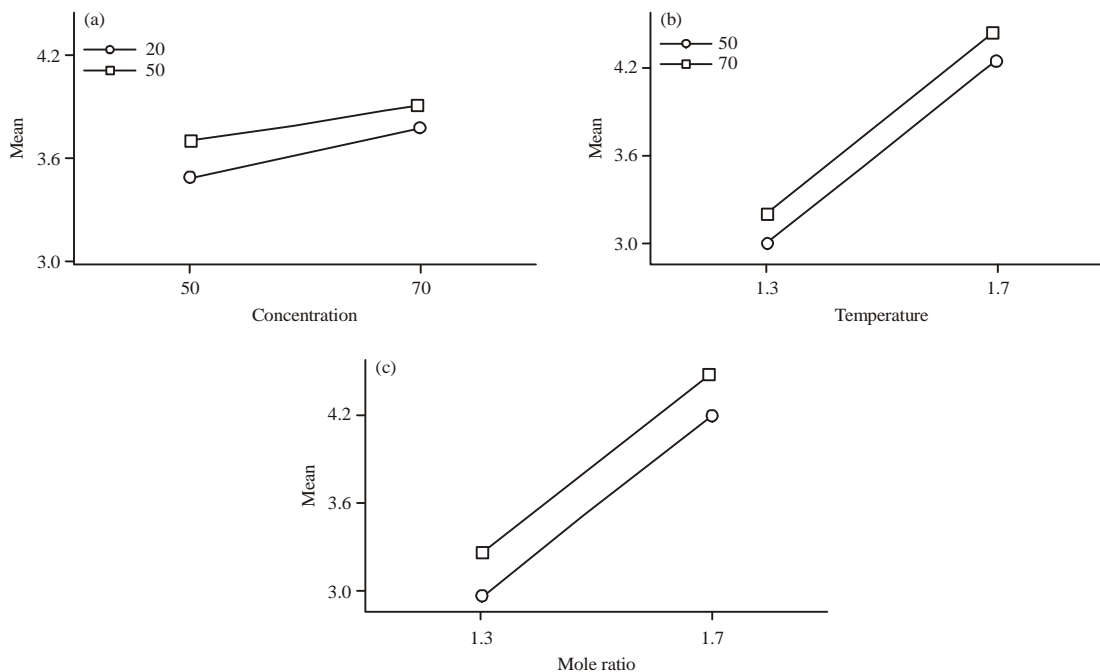 (a)
20
50
4.2
3.6
3.0
Mean
50 70
Concentration
(b)
50
70
4.2
3.6
3.0
Mean
1.3 1.7
Temperature
(c)
4.2
3.6
3.0
Mean
1.3 1.7
Mole ratio